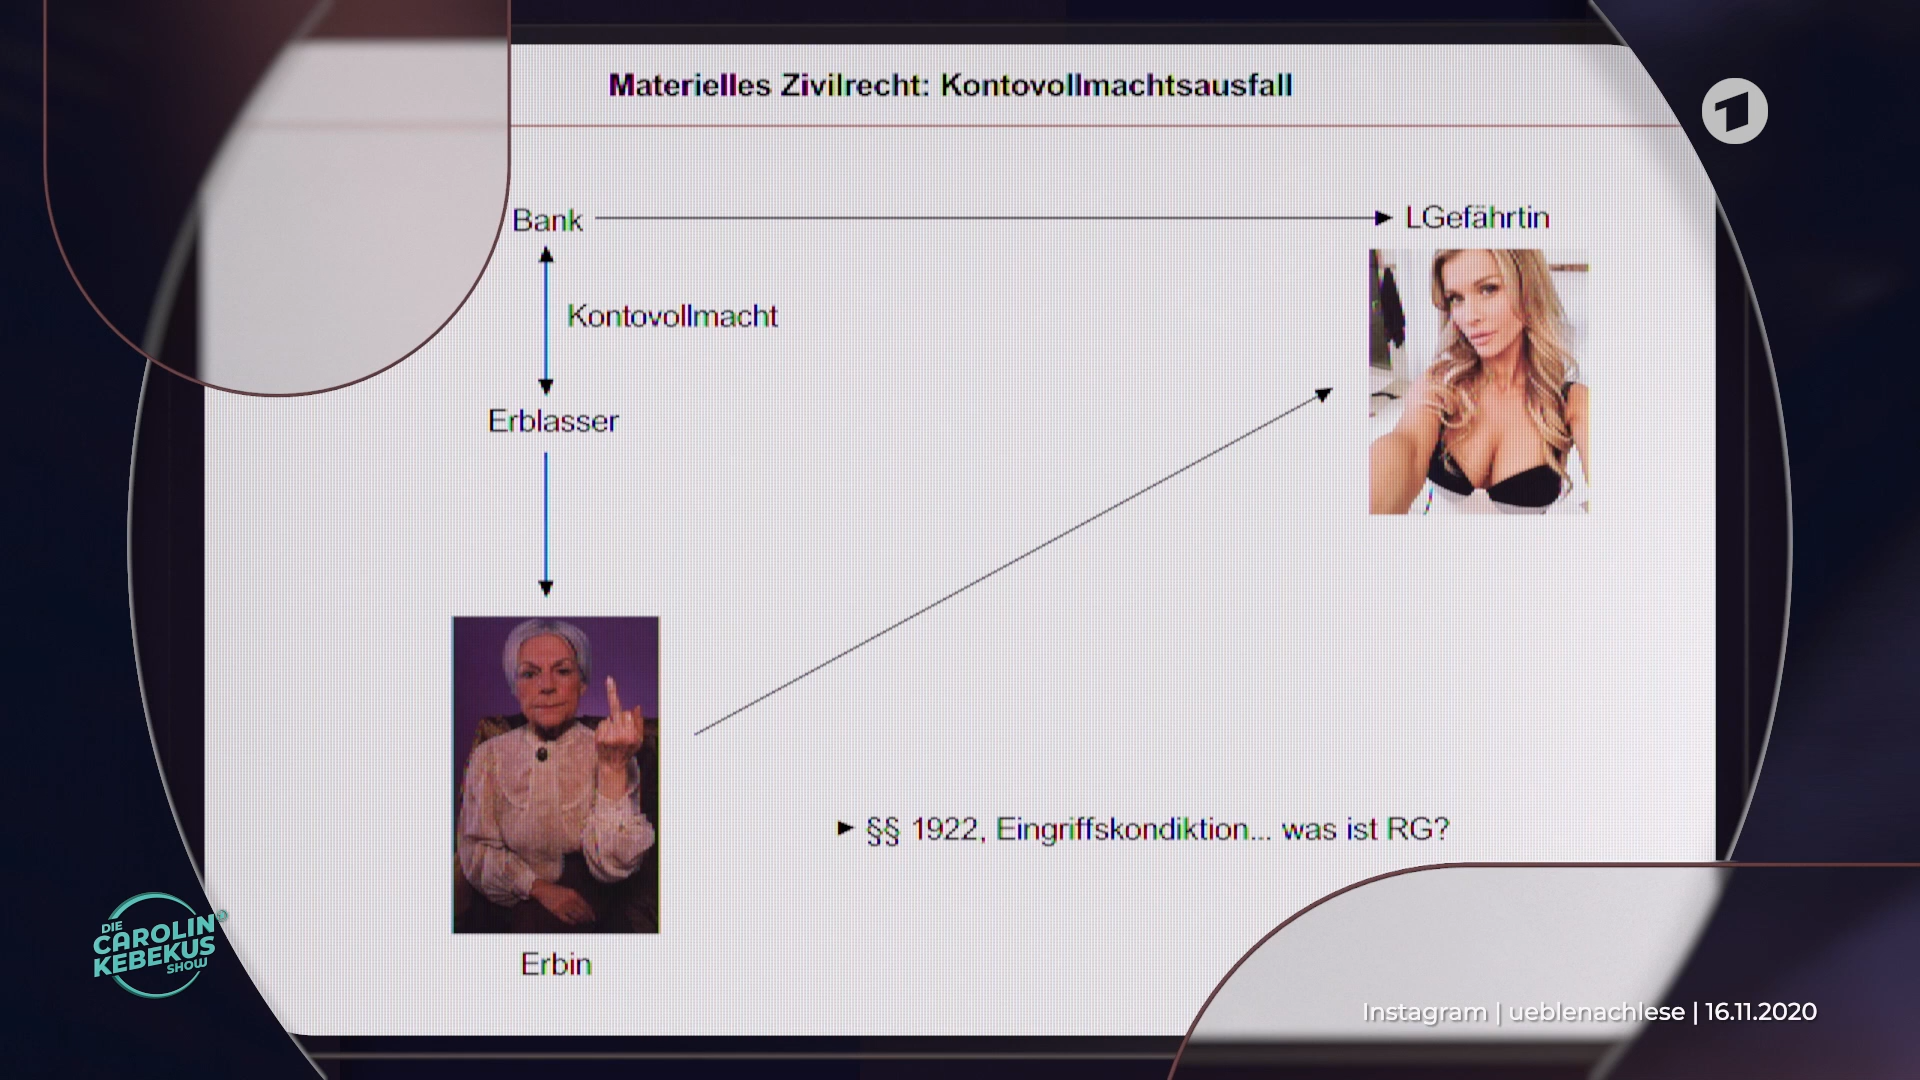 Materielles Zivilrecht: Kontovollmachtsausfall
Bank
LGefährtin
Kontovollmacht
Erblasser
► §§ 1922, Eingriffskondiktion... was ist RG?
Erbin
DIE
CAROLIN
KEBEKUS
SHOW
Instagram | ueblenachlese | 16.11.2020